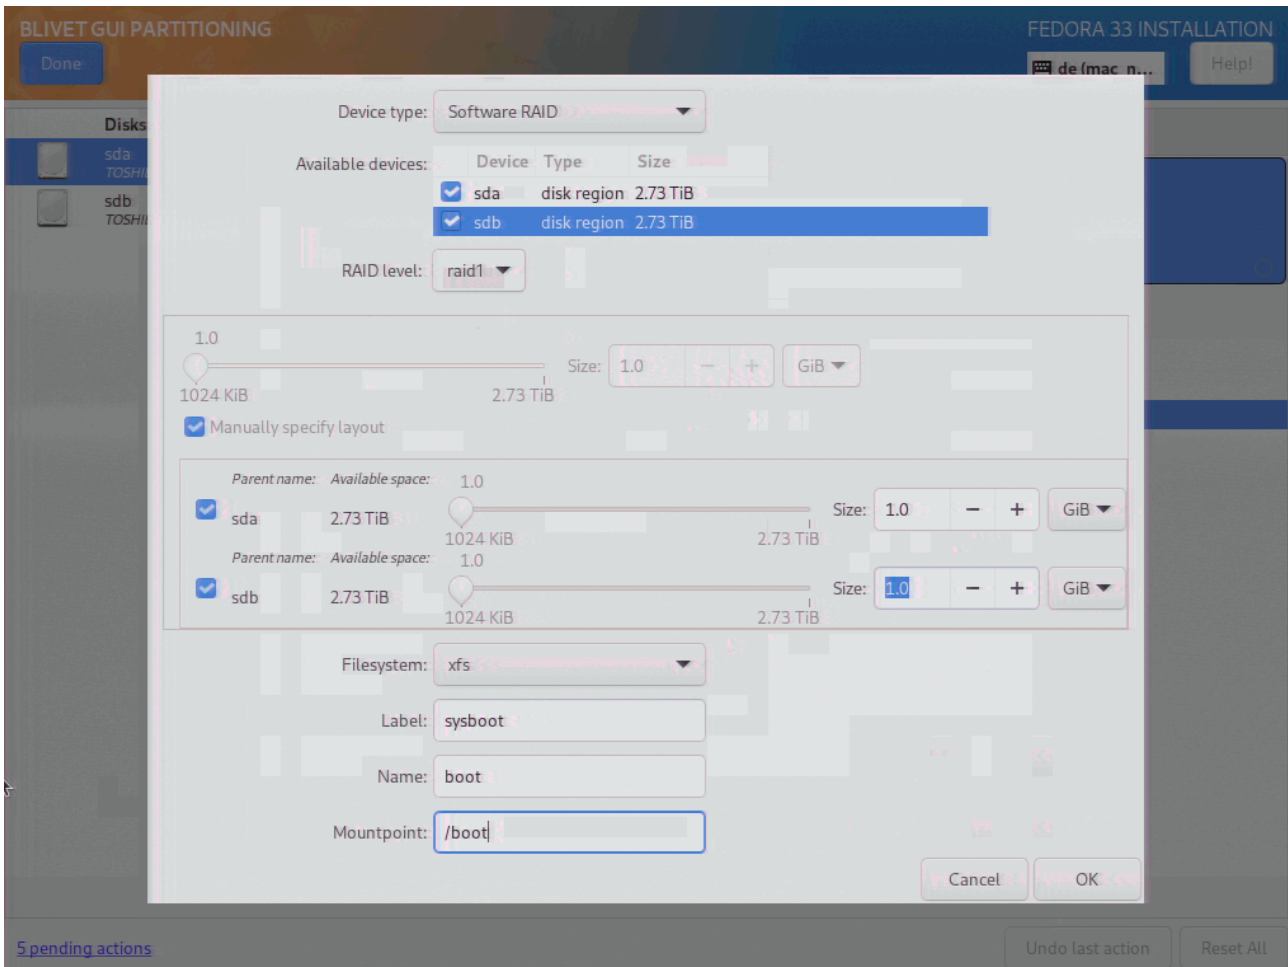 BLIVET GUI PARTITIONING
FEDORA 33 INSTALLATION
Done
de (mac_n...
Help!
Disks
sda
TOSHI
sdb
TOSHI
Device type: Software RAID
Available devices: Device Type Size
sda disk region 2.73 TiB
sdb disk region 2.73 TiB
RAID level: raid1
1.0
1024 KiB 2.73 TiB
Size: 1.0 − + GiB
Manually specify layout
Parent name: Available space: 1.0
sda 2.73 TiB
Size: 1.0 − + GiB
1024 KiB 2.73 TiB
Parent name: Available space: 1.0
sdb 2.73 TiB
Size: 1.0 − + GiB
1024 KiB 2.73 TiB
Filesystem: xfs
Label: sysboot
Name: boot
Mountpoint: /boot
Cancel OK
5 pending actions
Undo last action Reset All